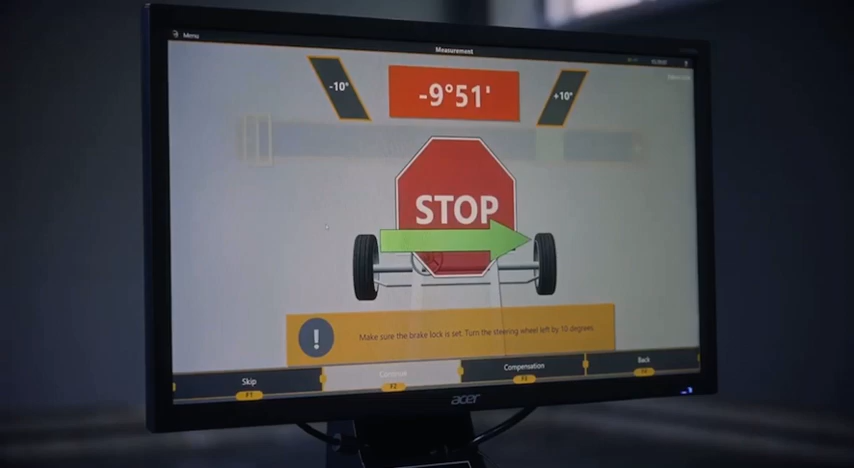 Menu
Measurement
-10°
-9°51'
+10°
STOP
Make sure the brake lock is set. Turn the steering wheel left by 10 degrees.
Skip
Continue
Compensation
Back
F1
F2
F3
acer